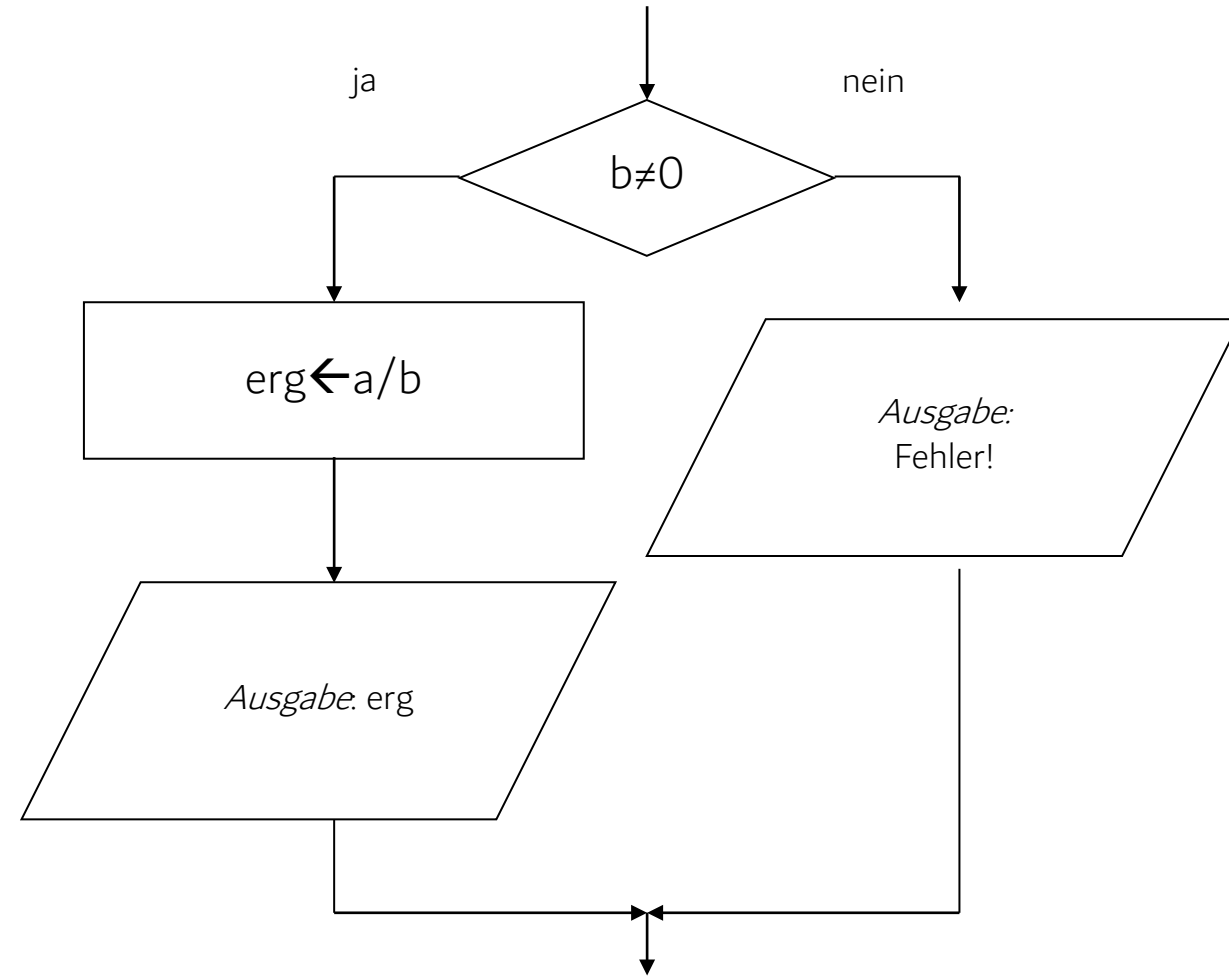 ja
nein
b≠0
erg←a/b
Ausgabe:
Fehler!
Ausgabe: erg